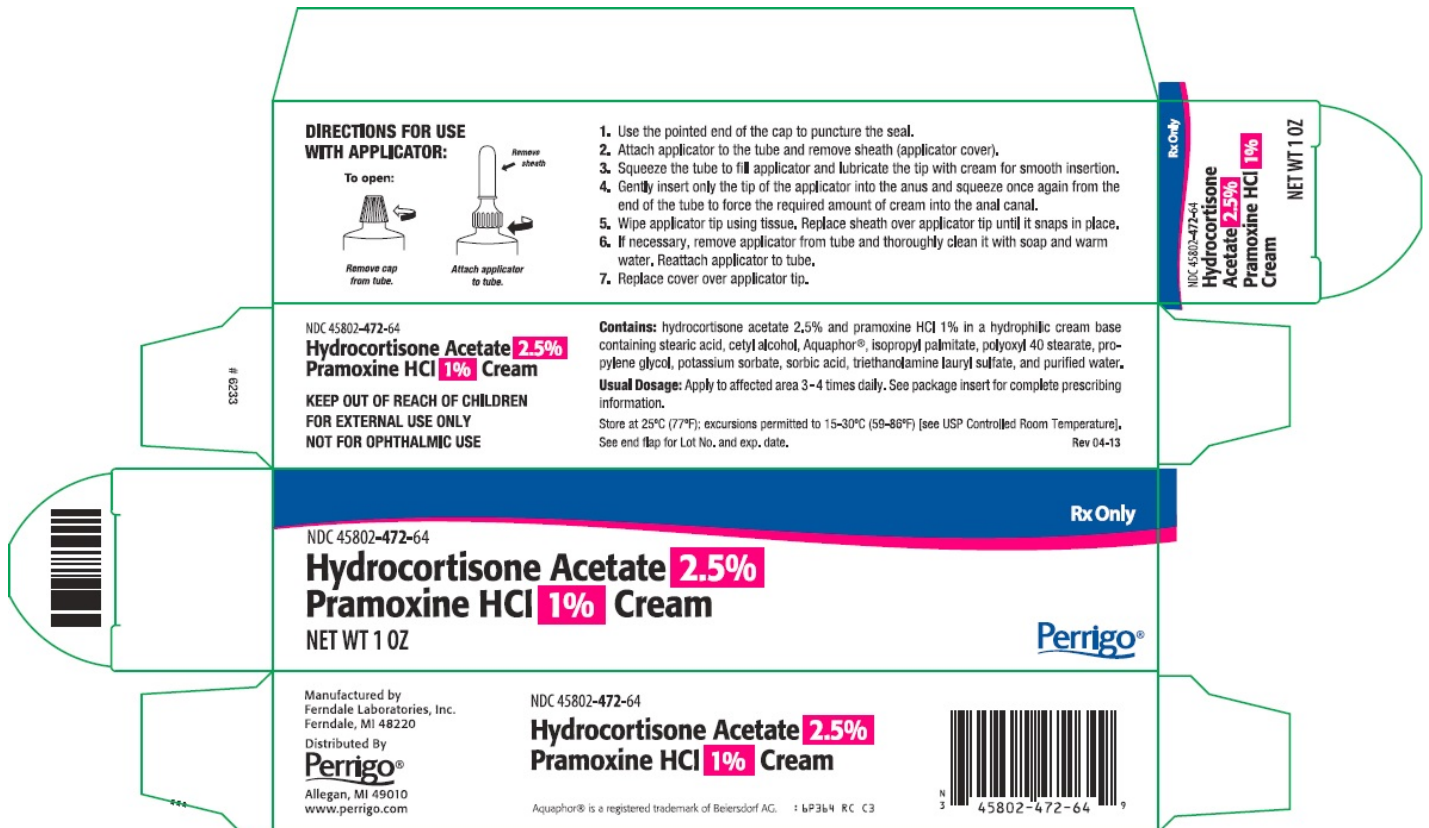 DIRECTIONS FOR USE
WITH APPLICATOR:
To open:
Remove
sheath
Remove cap
from tube.
Attach applicator
to tube.
1. Use the pointed end of the cap to puncture the seal.
2. Attach applicator to the tube and remove sheath (applicator cover).
3. Squeeze the tube to fill applicator and lubricate the tip with cream for smooth insertion.
4. Gently insert only the tip of the applicator into the anus and squeeze once again from the
end of the tube to force the required amount of cream into the anal canal.
5. Wipe applicator tip using tissue. Replace sheath over applicator tip until it snaps in place.
6. If necessary, remove applicator from tube and thoroughly clean it with soap and warm
water. Reattach applicator to tube.
7. Replace cover over applicator tip.
Rx Only
NDC 45802-472-64
Hydrocortisone
Acetate 2.5%
Pramoxine HCl 1%
Cream
NET WT 1 OZ
# 6233
NDC 45802-472-64
Hydrocortisone Acetate 2.5%
Pramoxine HCl 1% Cream
KEEP OUT OF REACH OF CHILDREN
FOR EXTERNAL USE ONLY
NOT FOR OPHTHALMIC USE
Contains: hydrocortisone acetate 2.5% and pramoxine HCl 1% in a hydrophilic cream base
containing stearic acid, cetyl alcohol, Aquaphor®, isopropyl palmitate, polyoxyl 40 stearate, pro-
pylene glycol, potassium sorbate, sorbic acid, triethanolamine lauryl sulfate, and purified water.
Usual Dosage: Apply to affected area 3-4 times daily. See package insert for complete prescribing
information.
Store at 25ºC (77ºF); excursions permitted to 15-30ºC (59-86ºF) [see USP Controlled Room Temperature].
See end flap for Lot No. and exp. date.
Rev 04-13
Rx Only
NDC 45802-472-64
Hydrocortisone Acetate 2.5%
Pramoxine HCl 1% Cream
NET WT 1 OZ
Perrigo®
Manufactured by
Ferndale Laboratories, Inc.
Ferndale, MI 48220
Distributed By
Perrigo®
Allegan, MI 49010
www.perrigo.com
NDC 45802-472-64
Hydrocortisone Acetate 2.5%
Pramoxine HCl 1% Cream
Aquaphor® is a registered trademark of Beiersdorf AG.
: 6P364 RC C3
N
3 45802-472-64 9